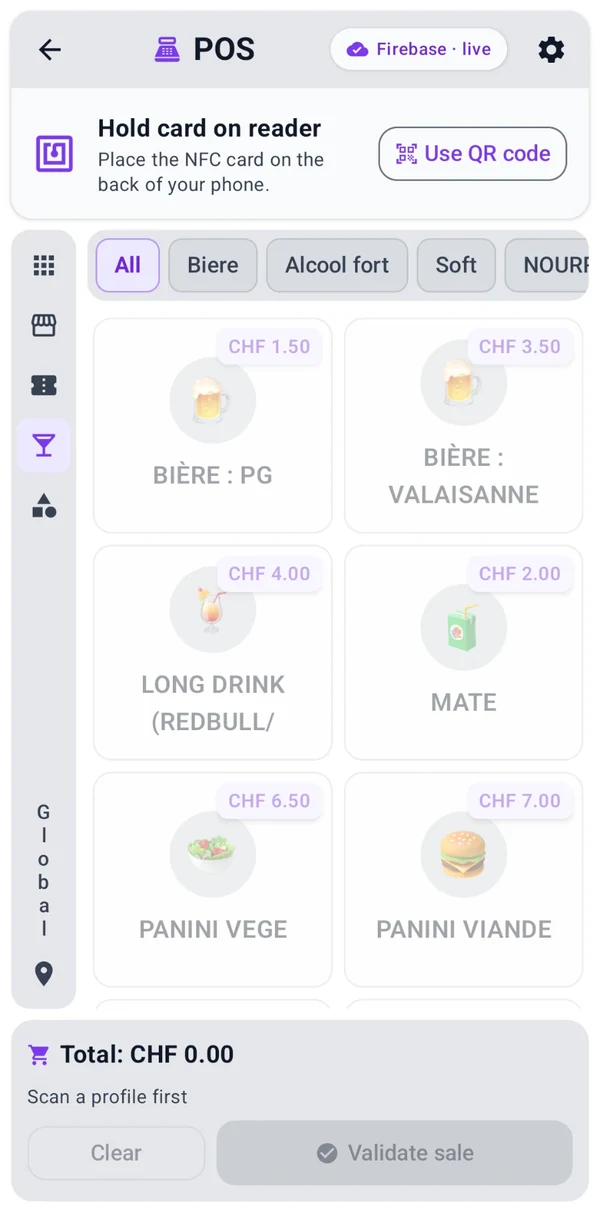 POS
Firebase · live
Hold card on reader
Place the NFC card on the
back of your phone.
Use QR code
All
Biere
Alcool fort
Soft
CHF 1.50
BIÈRE : PG
CHF 3.50
BIÈRE :
VALAISANNE
CHF 4.00
LONG DRINK
(REDBULL/
CHF 2.00
MATE
CHF 6.50
PANINI VEGE
CHF 7.00
PANINI VIANDE
Global
Total: CHF 0.00
Scan a profile first
Clear
Validate sale